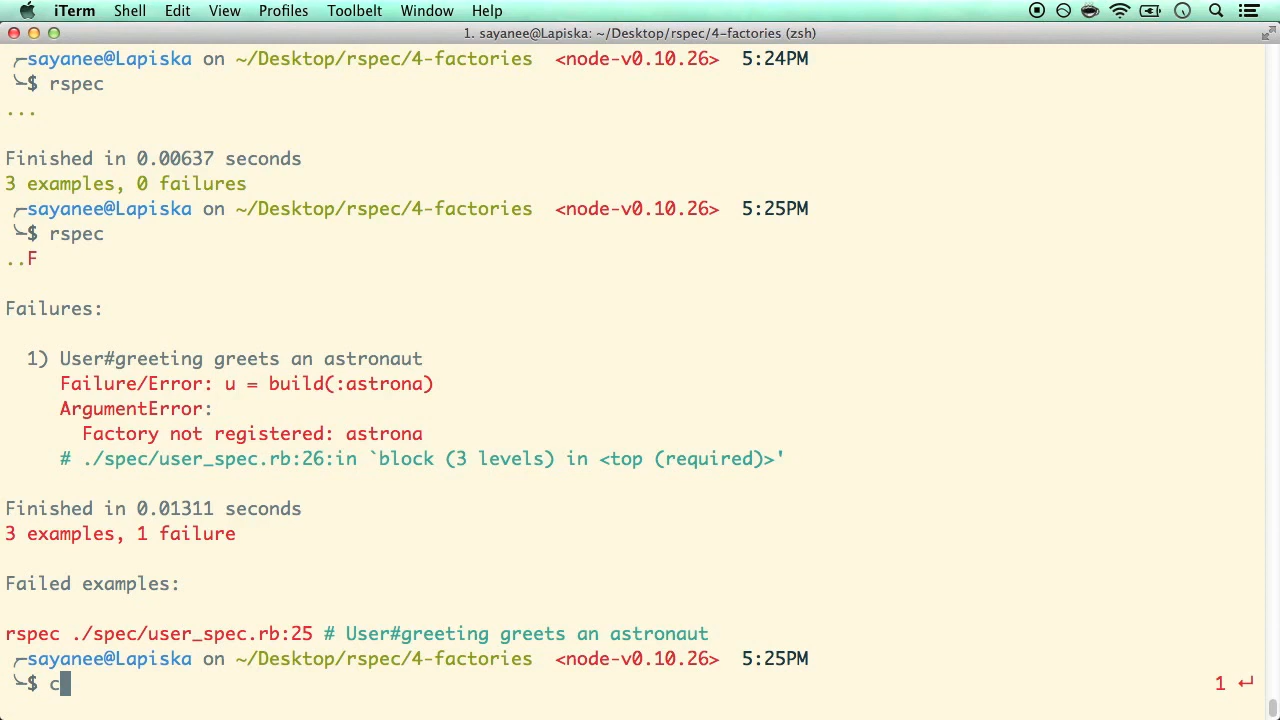 iTerm Shell Edit View Profiles Toolbelt Window Help
1. sayanee@Lapiska: ~/Desktop/rspec/4-factories (zsh)
╭─sayanee@Lapiska on ~/Desktop/rspec/4-factories <node-v0.10.26> 5:24PM
╰─$ rspec
...
Finished in 0.00637 seconds
3 examples, 0 failures
╭─sayanee@Lapiska on ~/Desktop/rspec/4-factories <node-v0.10.26> 5:25PM
╰─$ rspec
..F
Failures:
1) User#greeting greets an astronaut
Failure/Error: u = build(:astrona)
ArgumentError:
Factory not registered: astrona
# ./spec/user_spec.rb:26:in `block (3 levels) in <top (required)>'
Finished in 0.01311 seconds
3 examples, 1 failure
Failed examples:
rspec ./spec/user_spec.rb:25 # User#greeting greets an astronaut
╭─sayanee@Lapiska on ~/Desktop/rspec/4-factories <node-v0.10.26> 5:25PM
╰─$ c 1 ↵